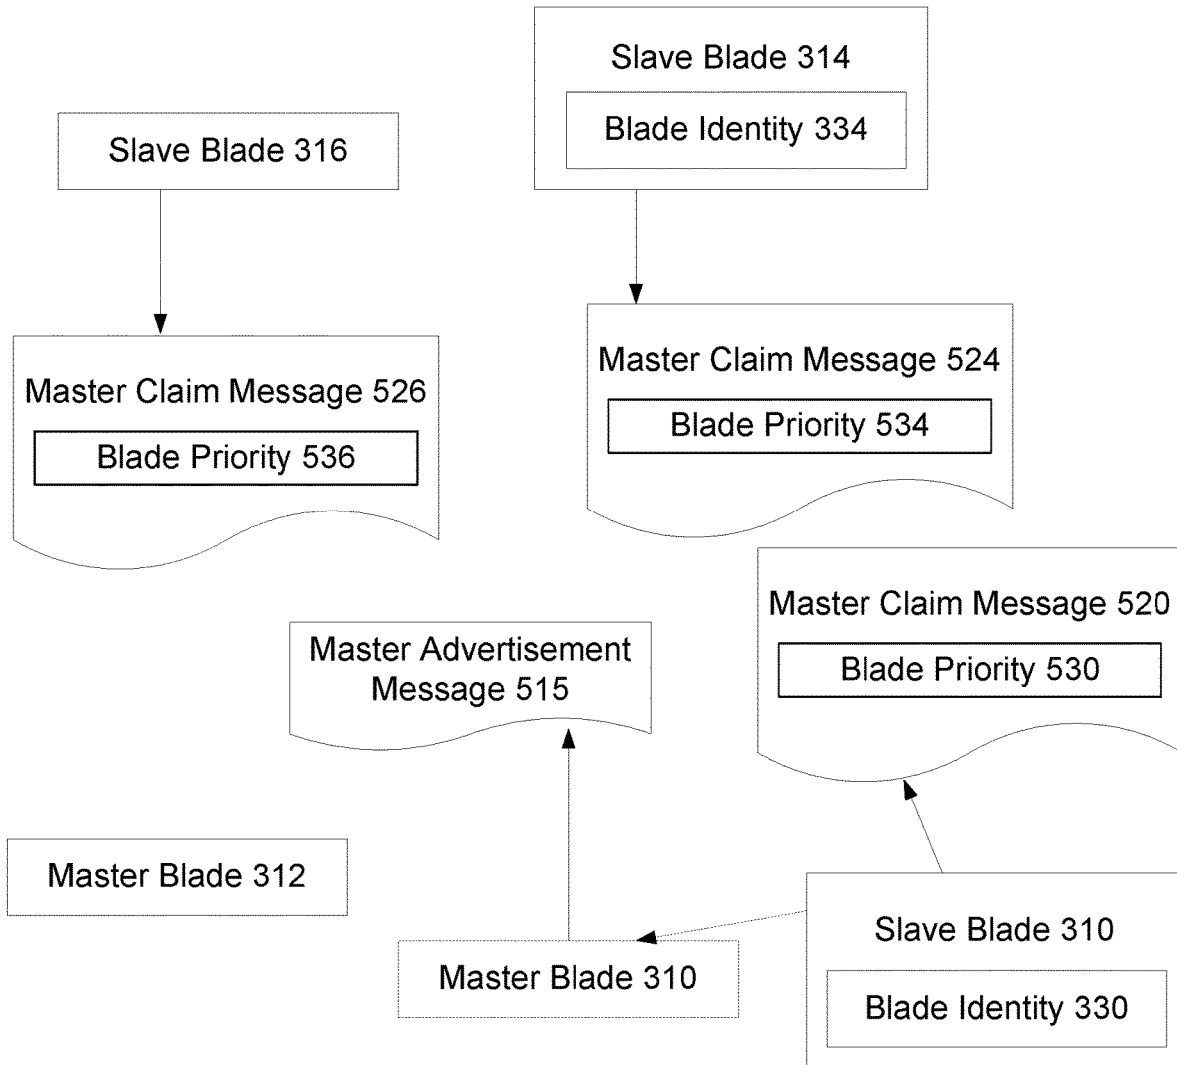 Slave Blade 314
Blade Identity 334
Slave Blade 316
Master Claim Message 524
Blade Priority 534
Master Claim Message 526
Blade Priority 536
Master Claim Message 520
Blade Priority 530
Master Advertisement
Message 515
Master Blade 312
Slave Blade 310
Blade Identity 330
Master Blade 310